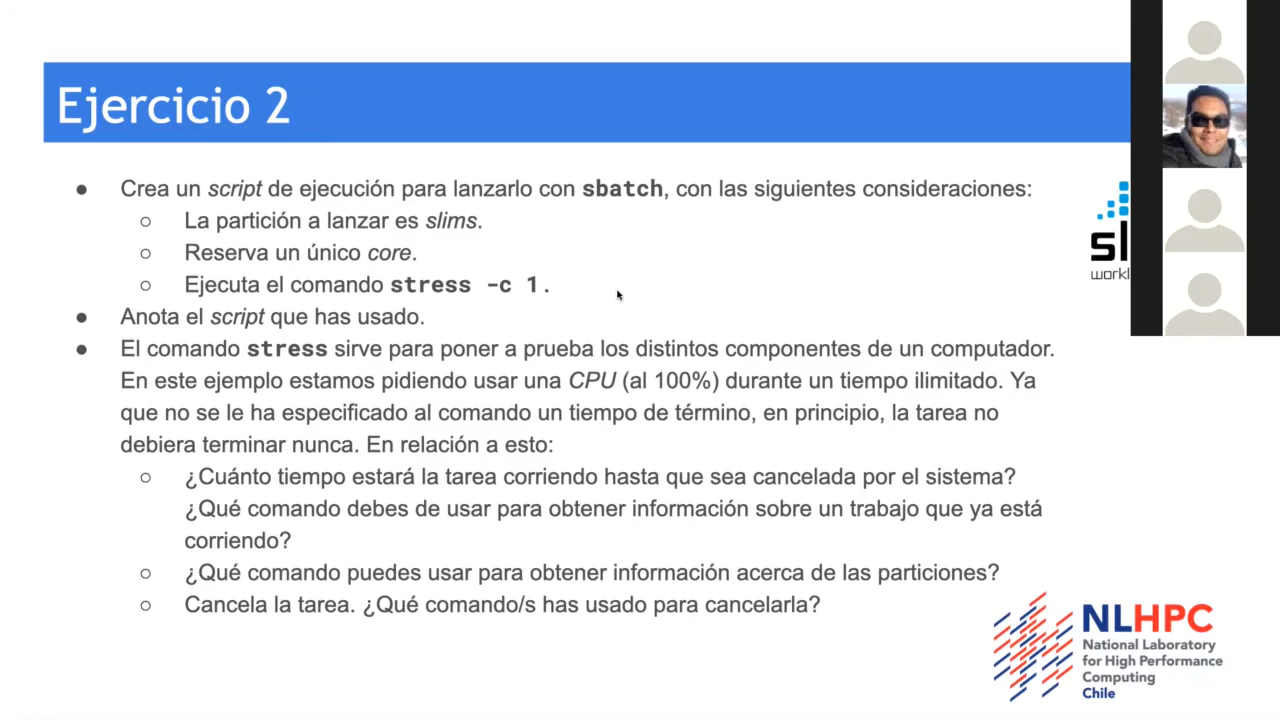 Ejercicio 2
● Crea un script de ejecución para lanzarlo con sbatch, con las siguientes consideraciones:
○ La partición a lanzar es slims.
○ Reserva un único core.
○ Ejecuta el comando stress -c 1.
● Anota el script que has usado.
● El comando stress sirve para poner a prueba los distintos componentes de un computador.
En este ejemplo estamos pidiendo usar una CPU (al 100%) durante un tiempo ilimitado. Ya
que no se le ha especificado al comando un tiempo de término, en principio, la tarea no
debiera terminar nunca. En relación a esto:
○ ¿Cuánto tiempo estará la tarea corriendo hasta que sea cancelada por el sistema?
¿Qué comando debes de usar para obtener información sobre un trabajo que ya está
corriendo?
○ ¿Qué comando puedes usar para obtener información acerca de las particiones?
○ Cancela la tarea. ¿Qué comando/s has usado para cancelarla?
sl
workl
NLHPC
National Laboratory
for High Performance
Computing
Chile